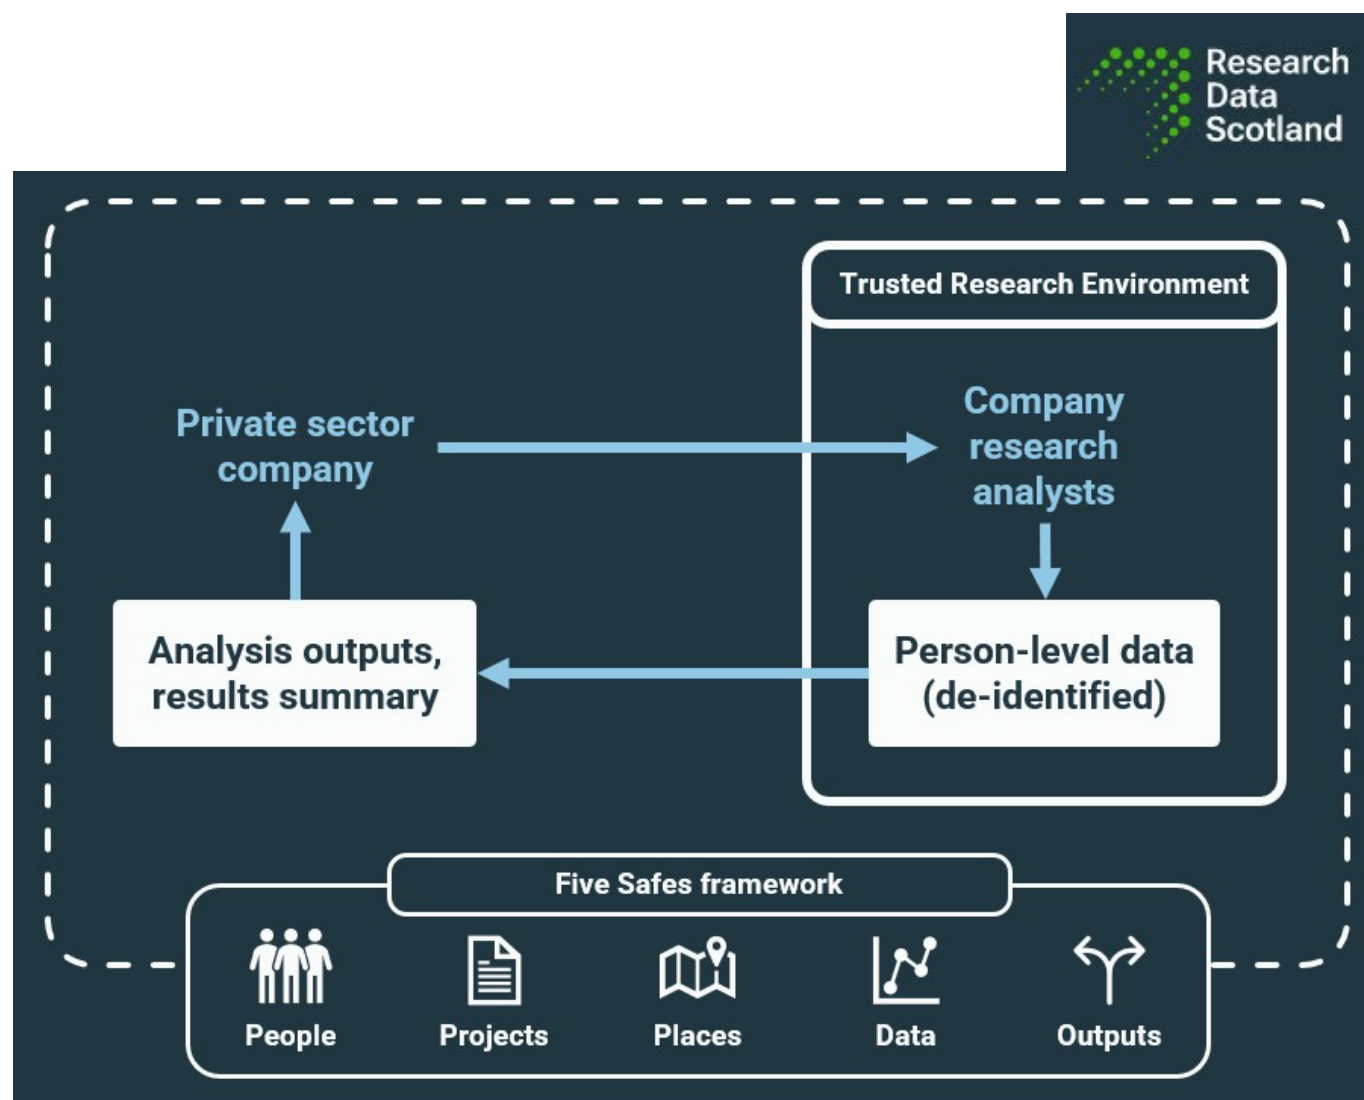 Research
Data
Scotland
Trusted Research Environment
Private sector
company
Company
research
analysts
Analysis outputs,
results summary
Person-level data
(de-identified)
Five Safes framework
People
Projects
Places
Data
Outputs